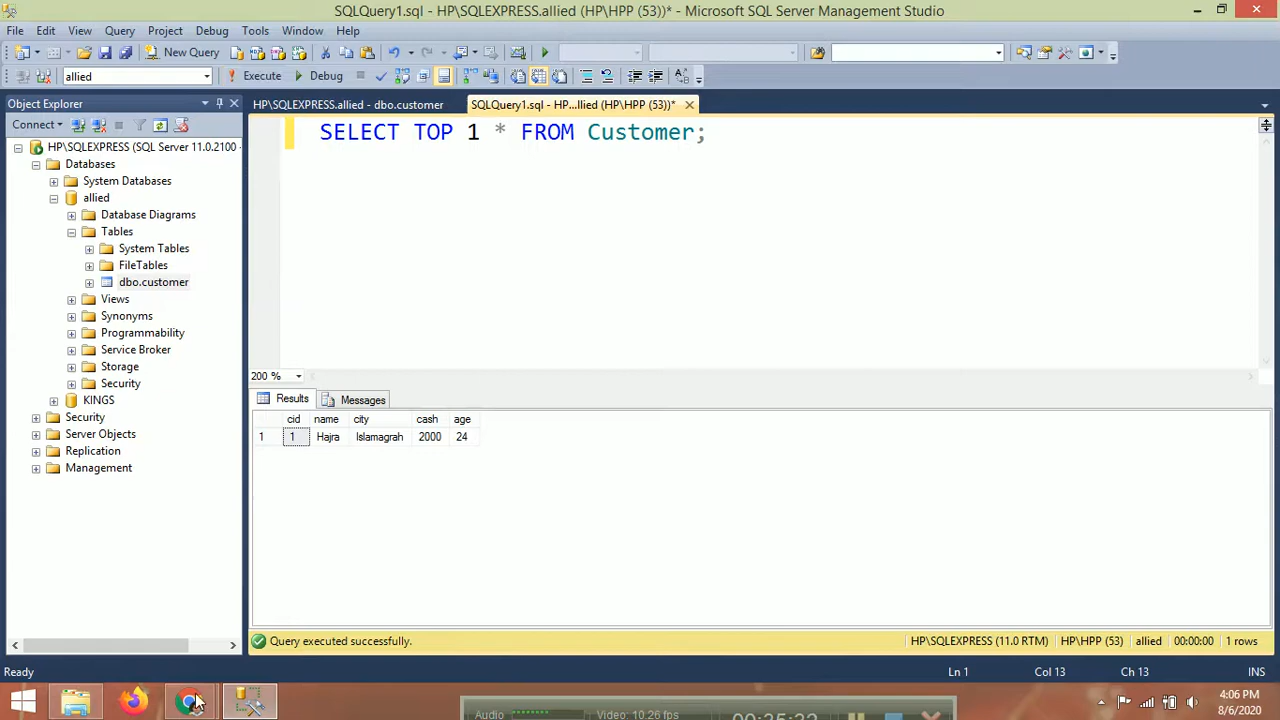 SQLQuery1.sql - HP\SQLEXPRESS.allied (HP\HPP (53))* - Microsoft SQL Server Management Studio
File Edit View Query Project Debug Tools Window Help
New Query
allied Execute Debug
Object Explorer
HP\SQLEXPRESS.allied - dbo.customer SQLQuery1.sql - HP...llied (HP\HPP (53))*
Connect
SELECT TOP 1 * FROM Customer;
HP\SQLEXPRESS (SQL Server 11.0.2100 -
Databases
System Databases
allied
Database Diagrams
Tables
System Tables
FileTables
dbo.customer
Views
Synonyms
Programmability
Service Broker
Storage
Security
KINGS
Security
Server Objects
Replication
Management
200 %
Results Messages
cid name city cash age
1 1 Hajra Islamagrah 2000 24
Query executed successfully. HP\SQLEXPRESS (11.0 RTM) HP\HPP (53) allied 00:00:00 1 rows
Ready Ln 1 Col 13 Ch 13 INS
Audio Video: 10.26 fps
4:06 PM
8/6/2020